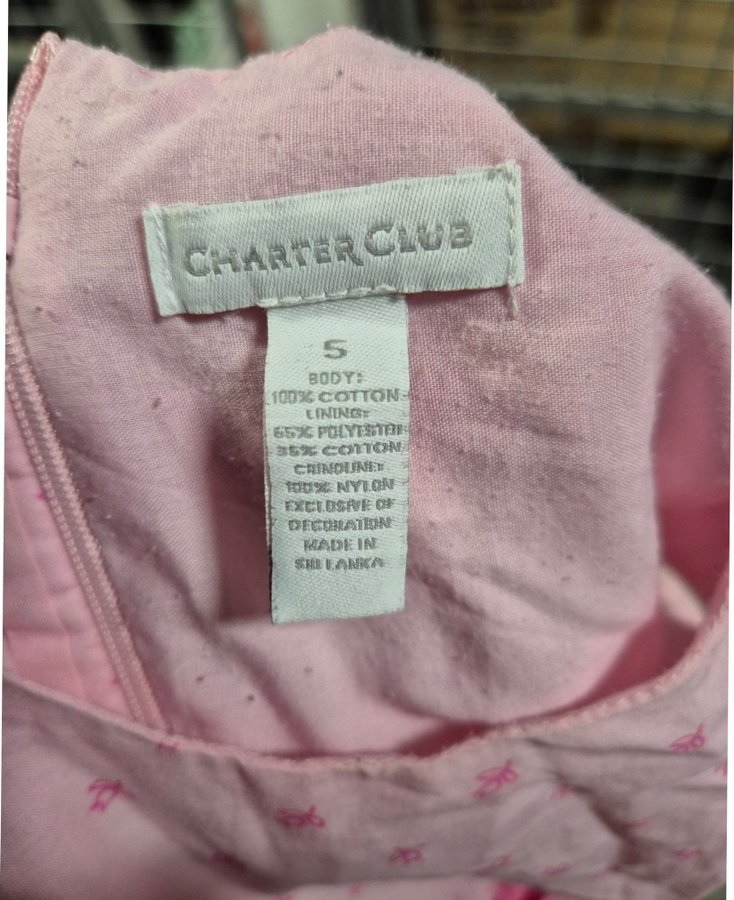 CHARTER CLUB
5
BODY:
100% COTTON
LINING:
65% POLYESTER
35% COTTON
CRINOLINE:
100% NYLON
EXCLUSIVE OF
DECORATION
MADE IN
SRI LANKA